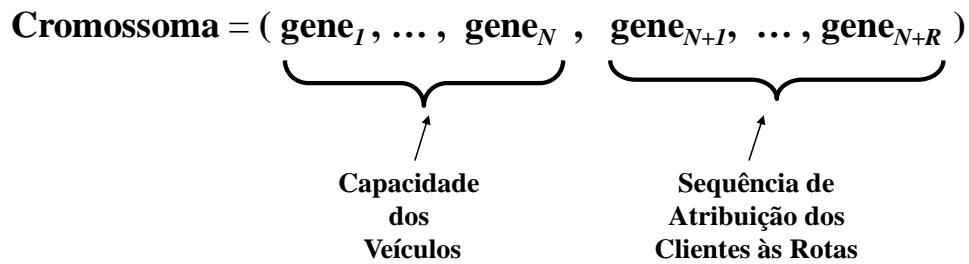 Cromossoma = ( gene1, ... , geneN , geneN+1, ... , geneN+R )
Capacidade
dos
Veículos
Sequência de
Atribuição dos
Clientes às Rotas